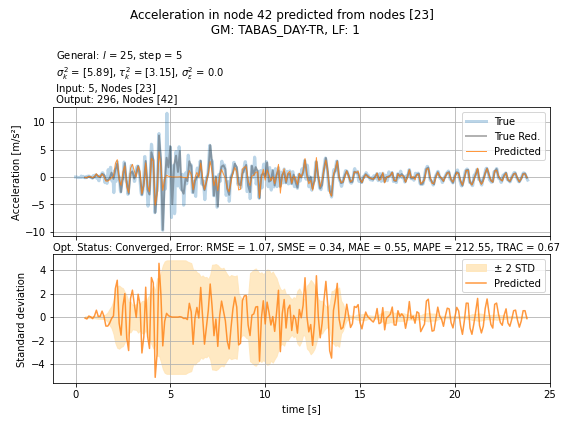 Acceleration in node 42 predicted from nodes [23]
GM: TABAS_DAY-TR, LF: 1
General: l = 25, step = 5
σ²ₖ = [5.89], τ²ₖ = [3.15], σ²ε = 0.0
Input: 5, Nodes [23]
Output: 296, Nodes [42]
Acceleration [m/s²]
10
5
0
−5
−10
True
True Red.
Predicted
Opt. Status: Converged, Error: RMSE = 1.07, SMSE = 0.34, MAE = 0.55, MAPE = 212.55, TRAC = 0.67
Standard deviation
4
2
0
−2
−4
± 2 STD
Predicted
0 5 10 15 20 25
time [s]